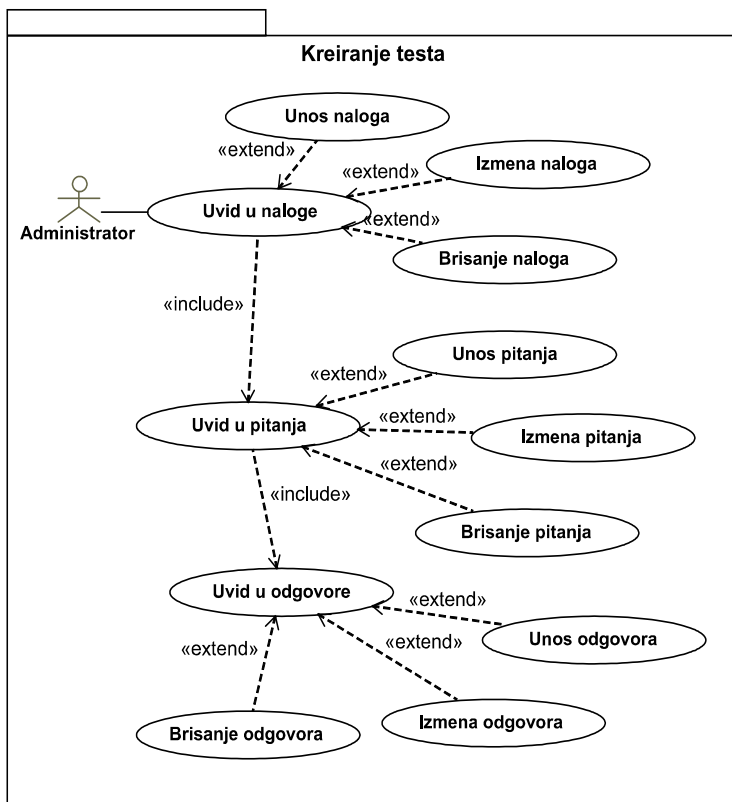 Kreiranje testa
Unos naloga
«extend»
Izmena naloga
«extend»
Uvid u naloge
«extend»
Administrator
Brisanje naloga
«include»
Unos pitanja
«extend»
«extend»
Uvid u pitanja
Izmena pitanja
«extend»
«include»
Brisanje pitanja
Uvid u odgovore
«extend»
Unos odgovora
«extend»
«extend»
Izmena odgovora
Brisanje odgovora